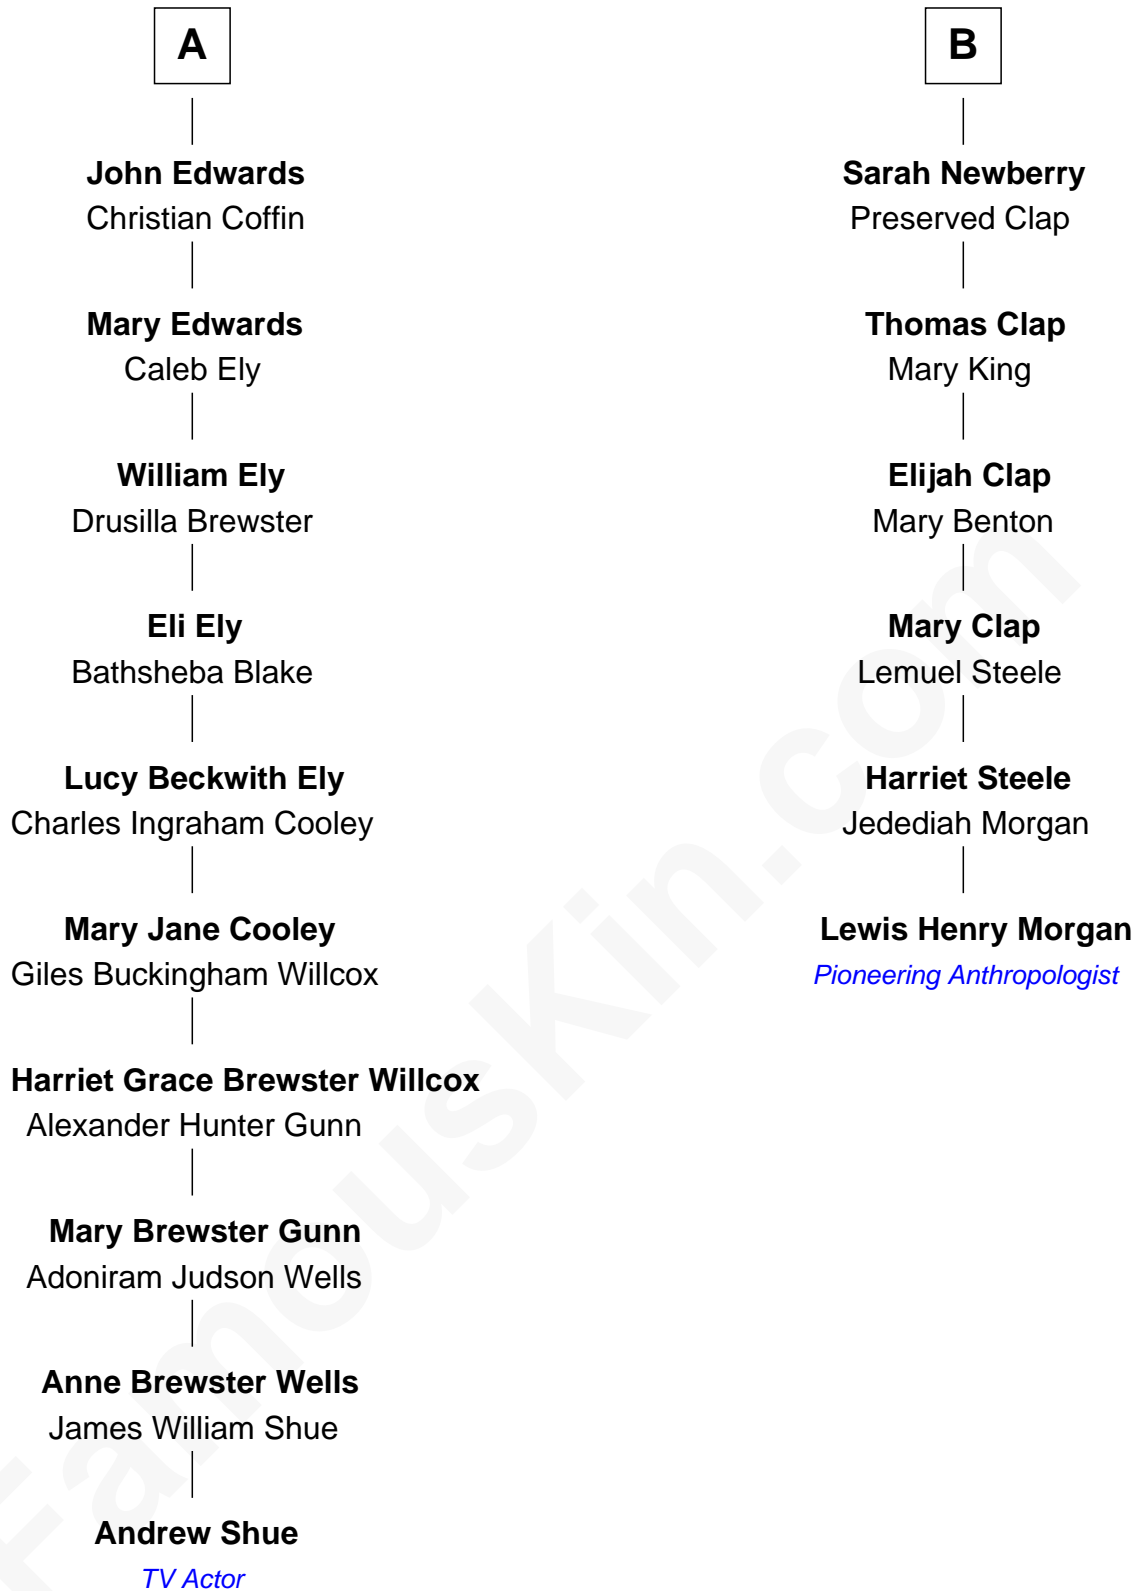 A
John Edwards
Christian Coffin
Mary Edwards
Caleb Ely
William Ely
Drusilla Brewster
Eli Ely
Bathsheba Blake
Lucy Beckwith Ely
Charles Ingraham Cooley
Mary Jane Cooley
Giles Buckingham Willcox
Harriet Grace Brewster Willcox
Alexander Hunter Gunn
Mary Brewster Gunn
Adoniram Judson Wells
Anne Brewster Wells
James William Shue
Andrew Shue
TV Actor
B
Sarah Newberry
Preserved Clap
Thomas Clap
Mary King
Elijah Clap
Mary Benton
Mary Clap
Lemuel Steele
Harriet Steele
Jedediah Morgan
Lewis Henry Morgan
Pioneering Anthropologist
FamousKin.com